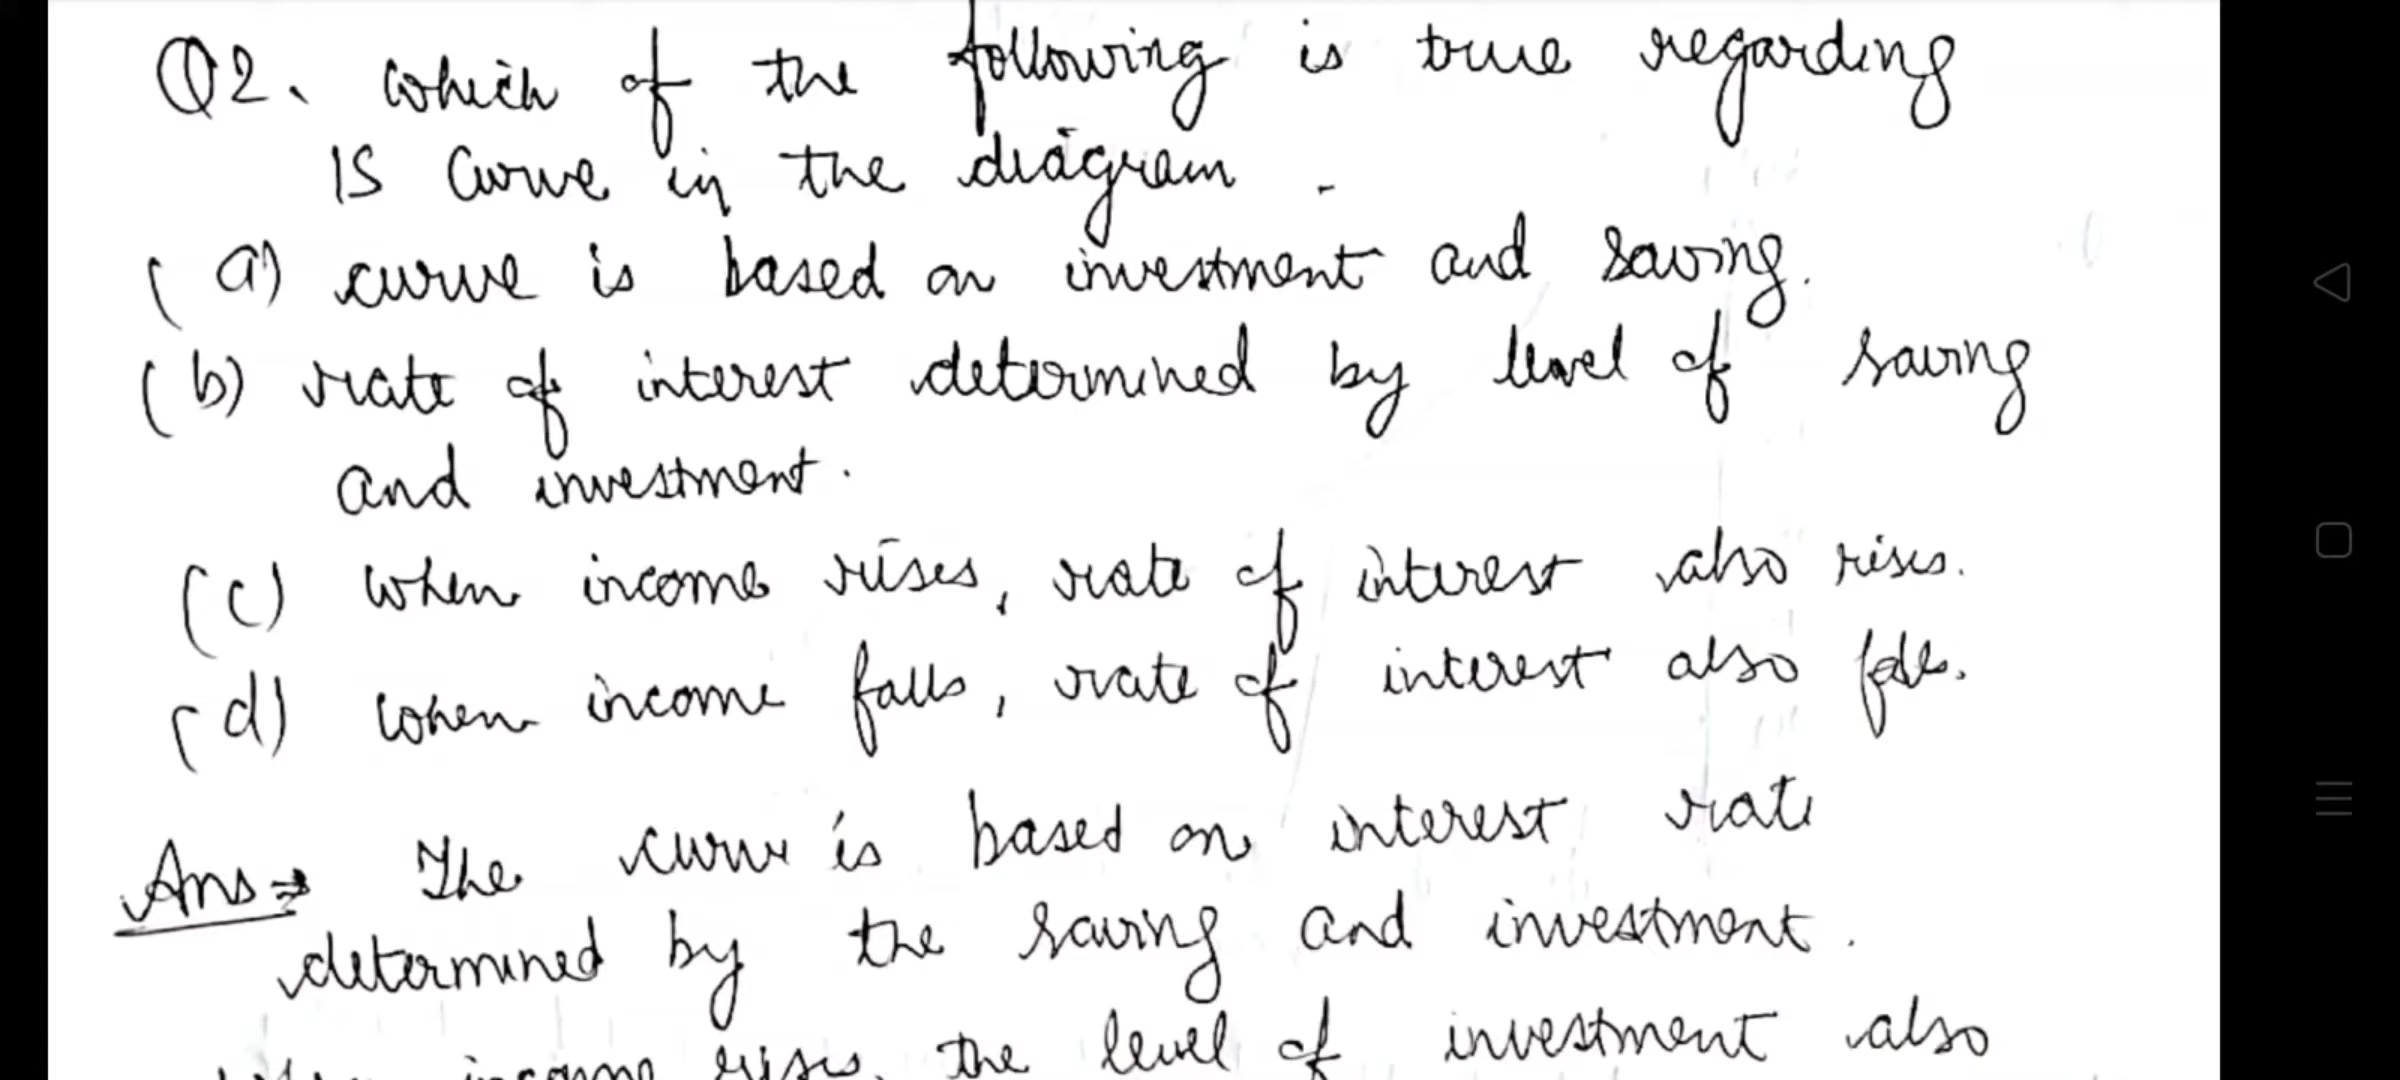 Q2. which of the following is true regarding
IS Curve in the diagram.
(a) curve is based on investment and saving.
(b) rate of interest determined by level of saving
and investment.
(c) when income rises, rate of interest also rises.
(d) when income falls, rate of interest also falls.
Ans ⇒ The curve is based on interest rate
determined by the saving and investment.
income rises, the level of investment also